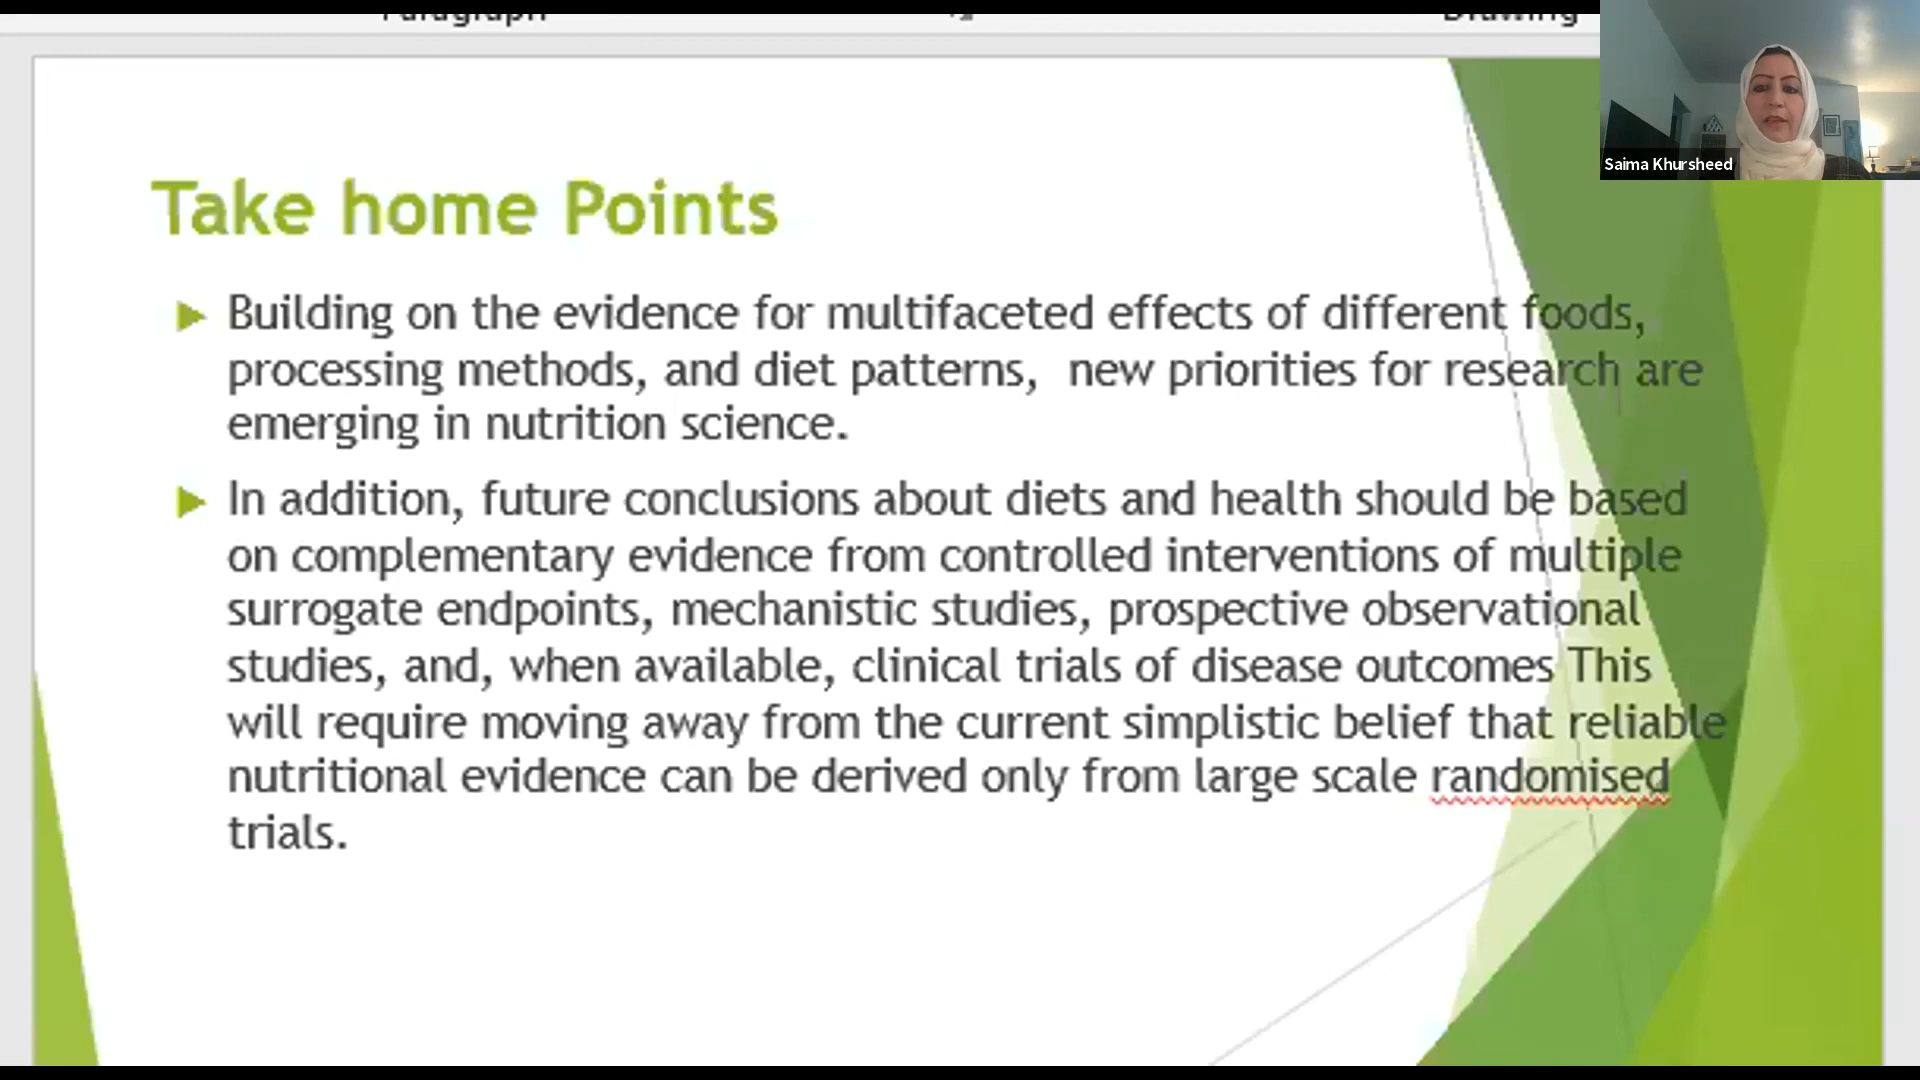 Paragraph
Drawing
Saima Khursheed
Take home Points
Building on the evidence for multifaceted effects of different foods,
processing methods, and diet patterns,  new priorities for research are
emerging in nutrition science.
In addition, future conclusions about diets and health should be based
on complementary evidence from controlled interventions of multiple
surrogate endpoints, mechanistic studies, prospective observational
studies, and, when available, clinical trials of disease outcomes This
will require moving away from the current simplistic belief that reliable
nutritional evidence can be derived only from large scale randomised
trials.